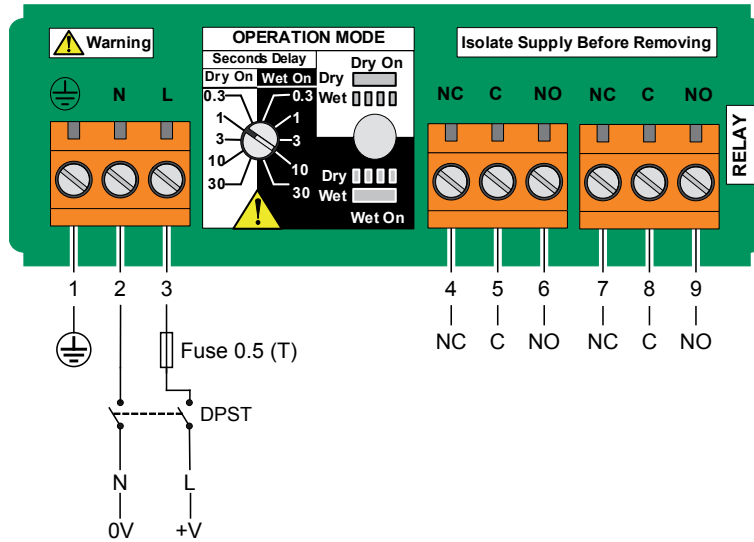 Warning
OPERATION MODE
Seconds Delay
Dry On Wet On
0.3 0.3
1 1
3 3
10 10
30 30
Dry On
Dry
Wet
Dry
Wet
Wet On
Isolate Supply Before Removing
N L
NC C NO NC C NO
RELAY
1 2 3 4 5 6 7 8 9
NC C NO NC C NO
Fuse 0.5 (T)
DPST
N L
0V +V